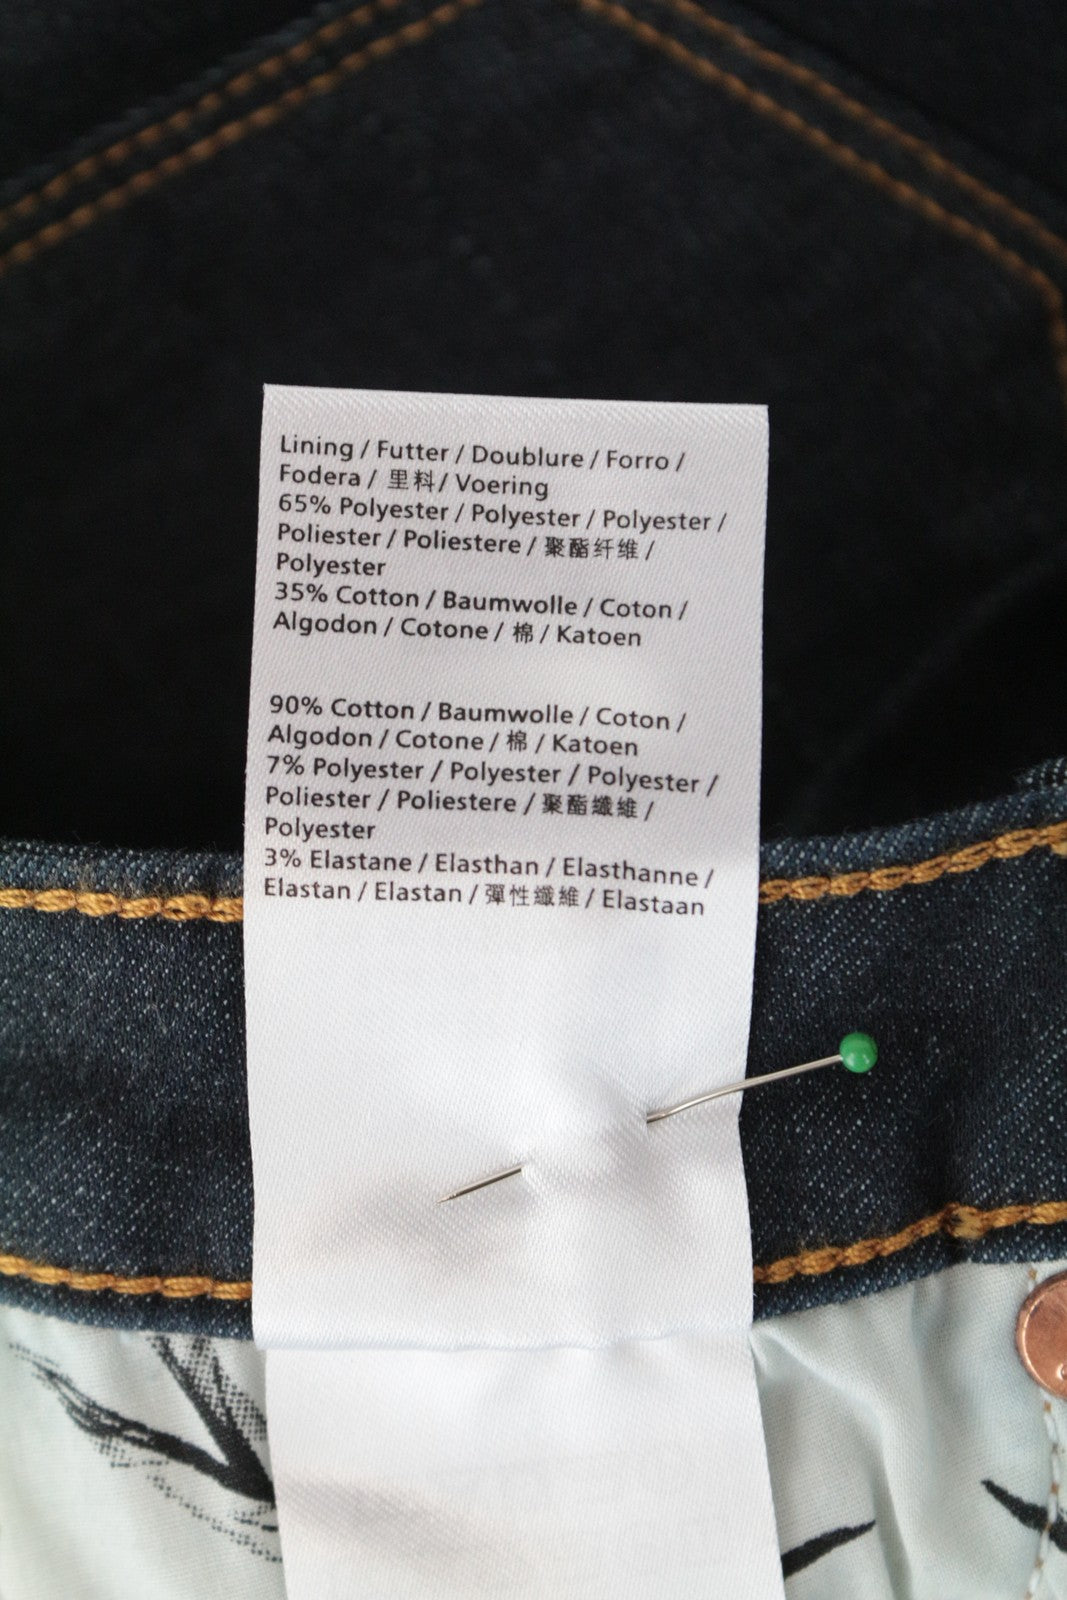 Lining / Futter / Doublure / Forro /
Fodera / 里料 / Voering
65% Polyester / Polyester / Polyester /
Poliester / Poliestere / 聚酯纤维 /
Polyester
35% Cotton / Baumwolle / Coton /
Algodon / Cotone / 棉 / Katoen
90% Cotton / Baumwolle / Coton /
Algodon / Cotone / 棉 / Katoen
7% Polyester / Polyester / Polyester /
Poliester / Poliestere / 聚酯纖維 /
Polyester
3% Elastane / Elasthan / Elasthanne /
Elastan / Elastan / 彈性纖維 / Elastaan